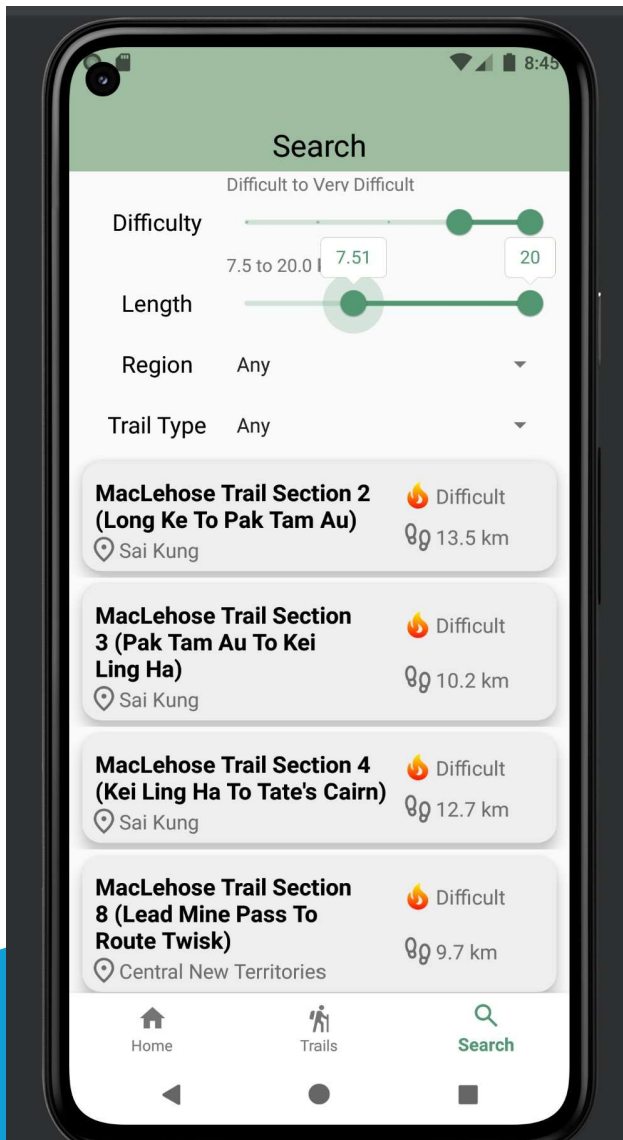 8:45
Search
Difficult to Very Difficult
Difficulty
7.5 to 20.0
7.51
20
Length
Region Any
Trail Type Any
MacLehose Trail Section 2
(Long Ke To Pak Tam Au)
Sai Kung
Difficult
13.5 km
MacLehose Trail Section
3 (Pak Tam Au To Kei
Ling Ha)
Sai Kung
Difficult
10.2 km
MacLehose Trail Section 4
(Kei Ling Ha To Tate's Cairn)
Sai Kung
Difficult
12.7 km
MacLehose Trail Section
8 (Lead Mine Pass To
Route Twisk)
Central New Territories
Difficult
9.7 km
Home Trails Search